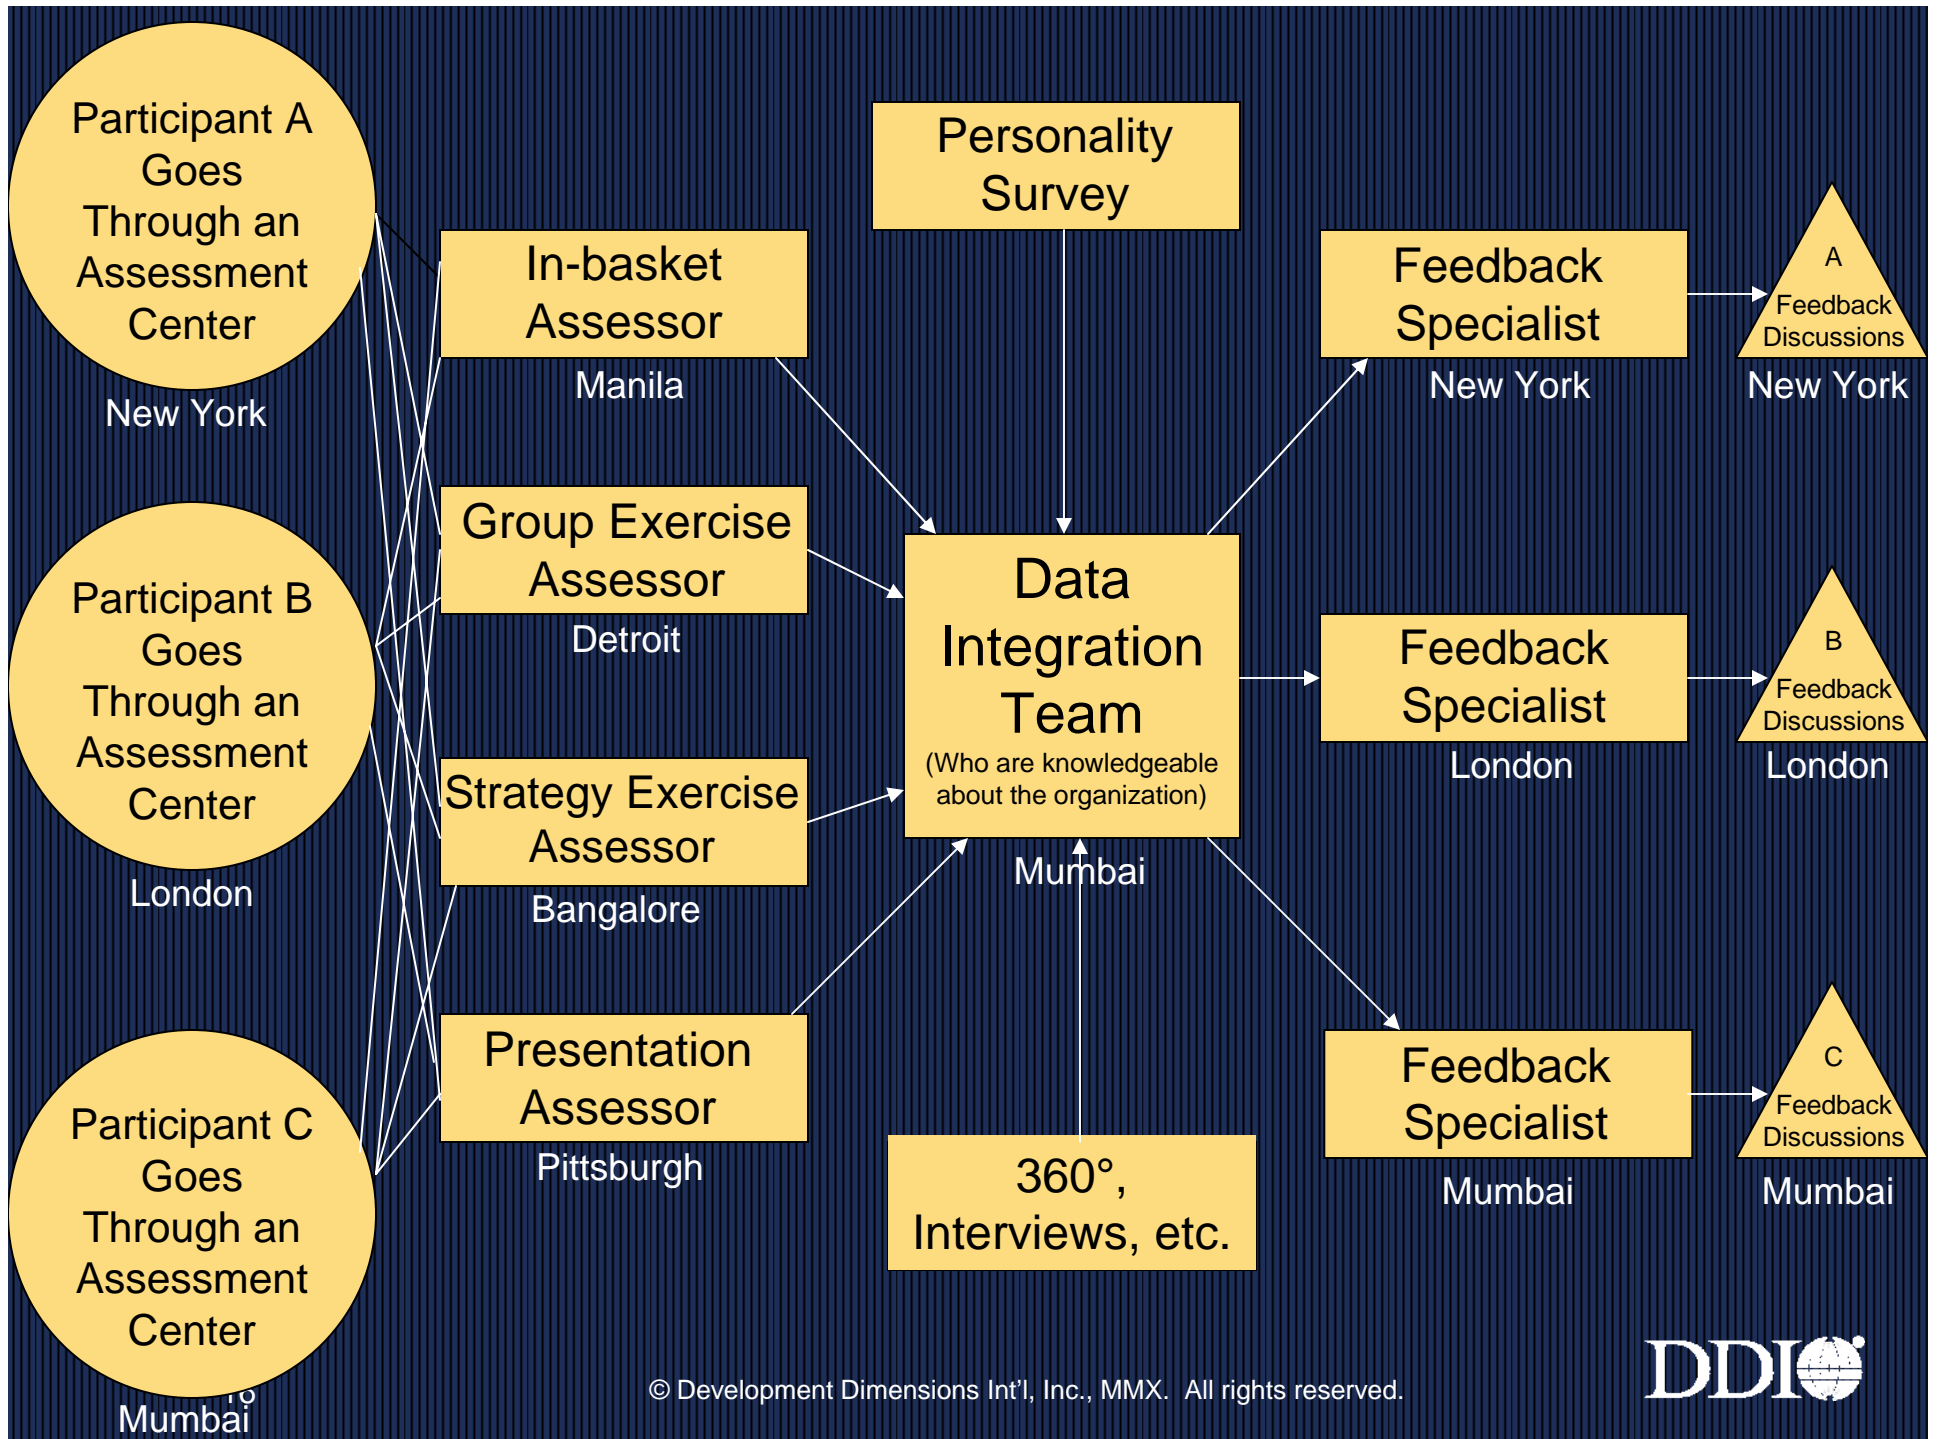 Participant A
Goes
Through an
Assessment
Center
New York
Participant B
Goes
Through an
Assessment
Center
London
Participant C
Goes
Through an
Assessment
Center
Mumbai
In-basket
Assessor
Manila
Group Exercise
Assessor
Detroit
Strategy Exercise
Assessor
Bangalore
Presentation
Assessor
Pittsburgh
Personality
Survey
Data
Integration
Team
(Who are knowledgeable
about the organization)
Mumbai
360°,
Interviews, etc.
Feedback
Specialist
New York
Feedback
Specialist
London
Feedback
Specialist
Mumbai
A
Feedback
Discussions
New York
B
Feedback
Discussions
London
C
Feedback
Discussions
Mumbai
© Development Dimensions Int'l, Inc., MMX. All rights reserved.
DDI